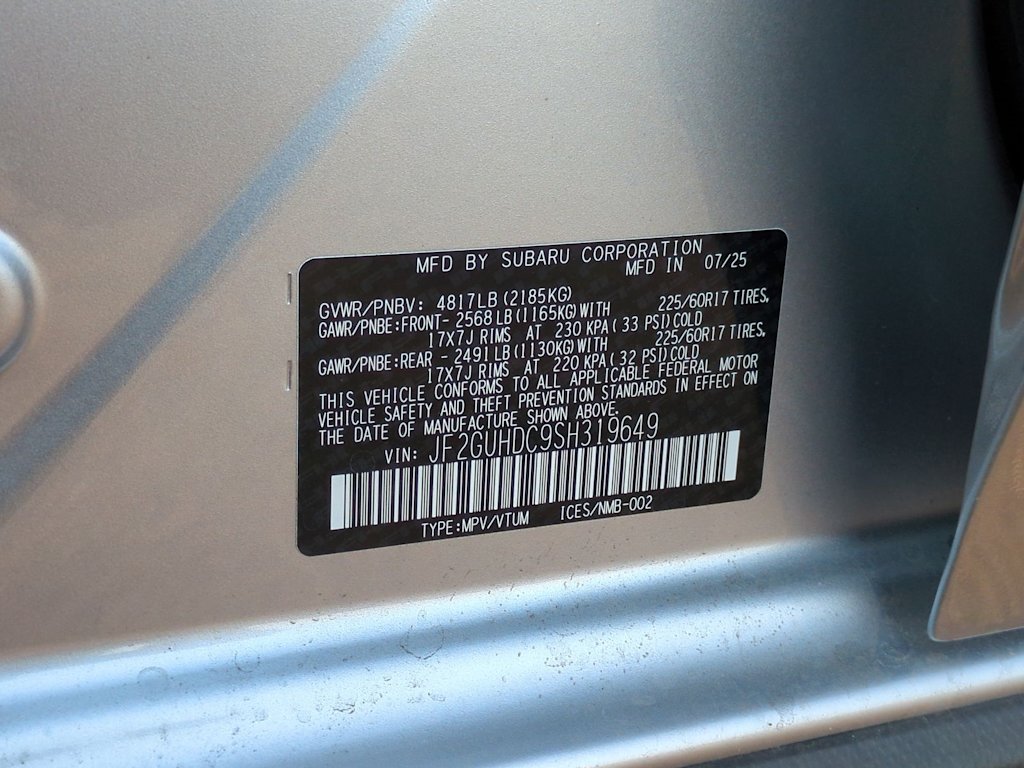 MFD BY SUBARU CORPORATION
MFD IN 07/25
GVWR/PNBV: 4817LB (2185KG)
GAWR/PNBE:FRONT- 2568 LB (1165KG) WITH 225/60R17 TIRES,
17X7J RIMS AT 230 KPA ( 33 PSI) COLD
GAWR/PNBE:REAR - 2491 LB (1130KG) WITH 225/60R17 TIRES,
17X7J RIMS AT 220 KPA ( 32 PSI) COLD
THIS VEHICLE CONFORMS TO ALL APPLICABLE FEDERAL MOTOR
VEHICLE SAFETY AND THEFT PREVENTION STANDARDS IN EFFECT ON
THE DATE OF MANUFACTURE SHOWN ABOVE.
VIN: JF2GUHDC9SH319649
TYPE:MPV/VTUM ICES/NMB-002